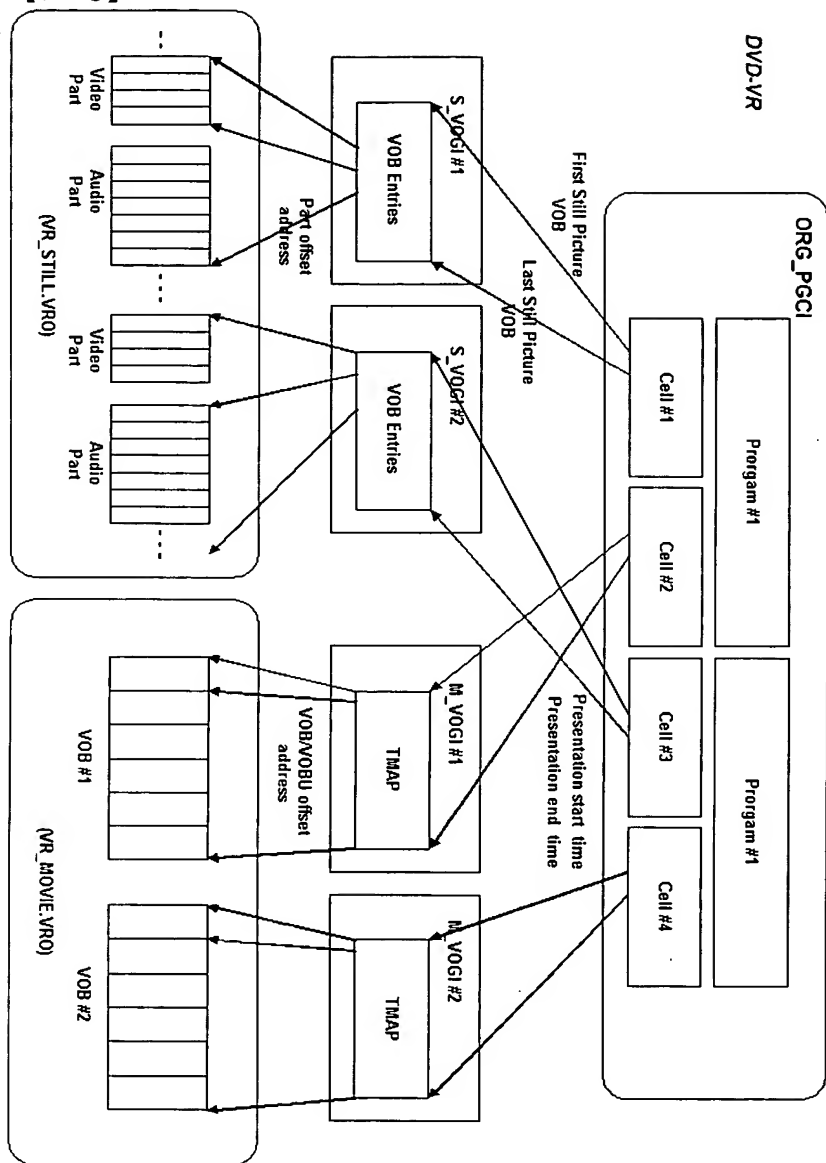 DVD-VR
ORG_PGCI
Prorgam #1
Prorgam #1
Cell #1
Cell #2
Cell #3
Cell #4
First Still Picture
VOB
Last Still Picture
VOB
Presentation start time
Presentation end time
S_VOGI #1
VOB Entries
S_VOGI #2
VOB Entries
M_VOGI #1
TMAP
M_VOGI #2
TMAP
Part offset
address
VOB/VOBU offset
address
Video
Part
Audio
Part
Video
Part
Audio
Part
VOB #1
VOB #2
(VR_STILL.VRO)
(VR_MOVIE.VRO)